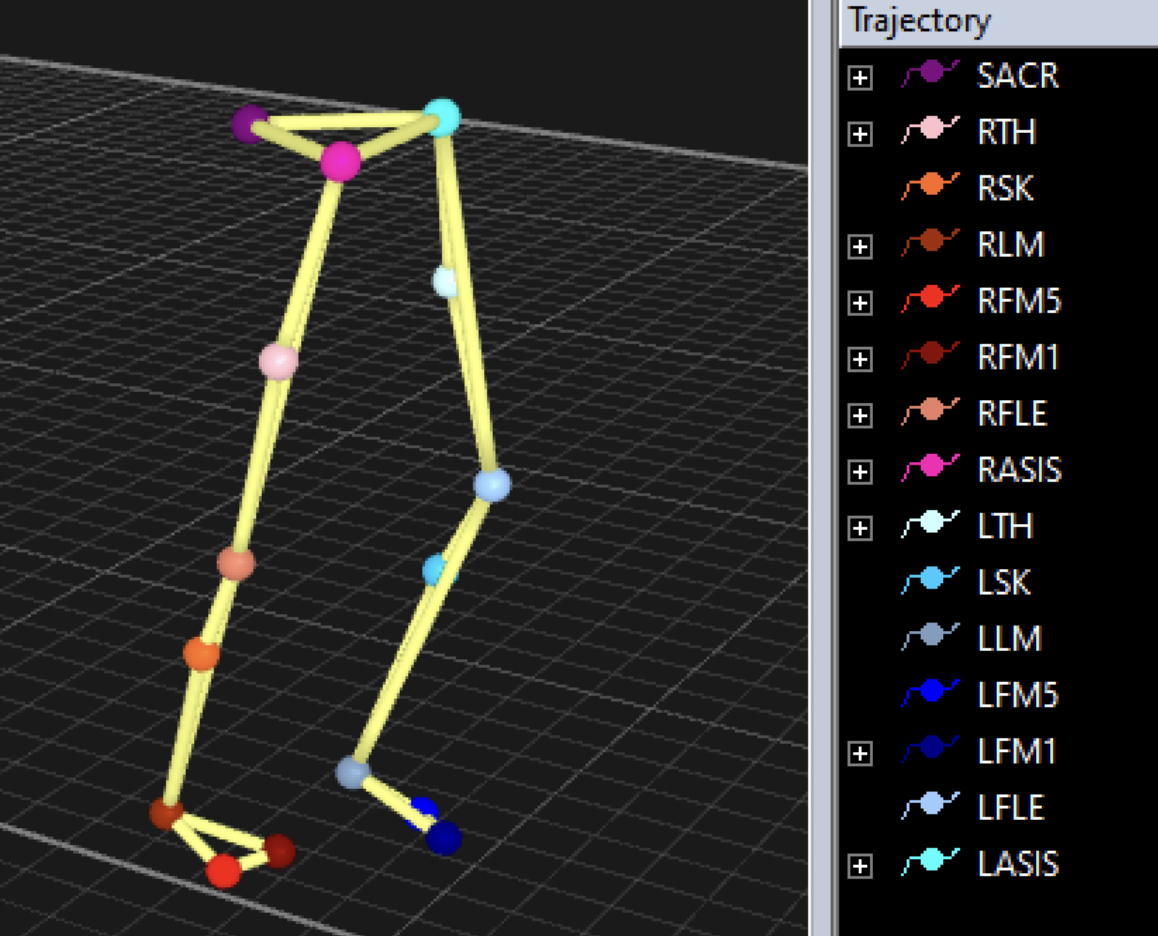 Trajectory
SACR
RTH
RSK
RLM
RFM5
RFM1
RFLE
RASIS
LTH
LSK
LLM
LFM5
LFM1
LFLE
LASIS